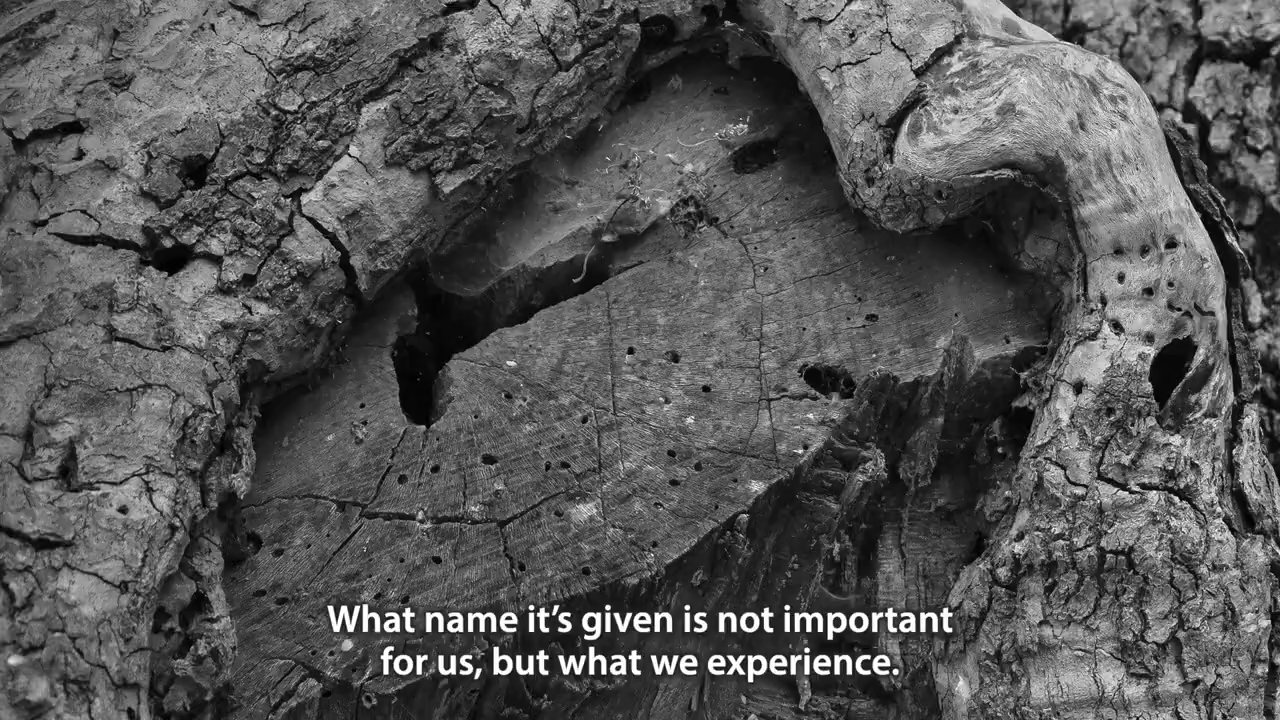 What name it’s given is not important
for us, but what we experience.